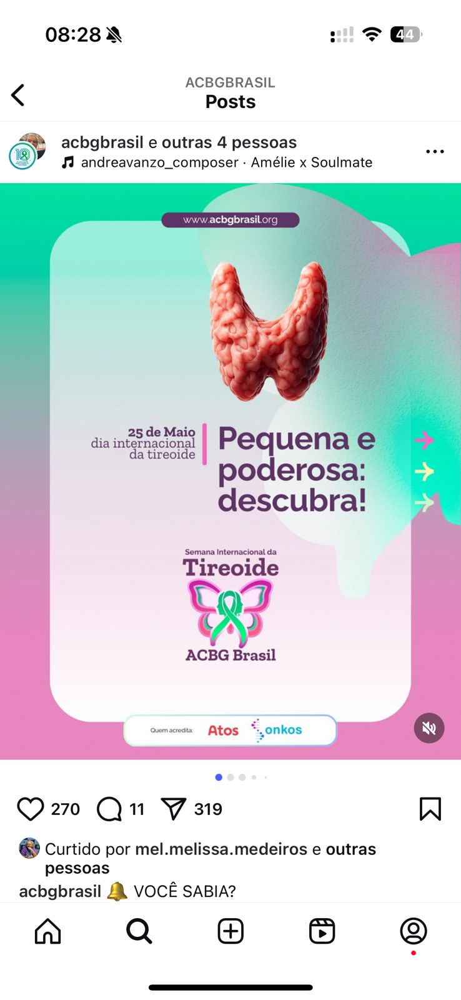 08:28
44
ACBGBRASIL
Posts
acbgbrasil e outras 4 pessoas
andreavanzo_composer · Amélie x Soulmate
www.acbgbrasil.org
25 de Maio
dia internacional
da tireoide
Pequena e
poderosa:
descubra!
Semana Internacional da
Tireoide
ACBG Brasil
Quem acredita: Atos onkos
270 11 319
Curtido por mel.melissa.medeiros e outras
pessoas
acbgbrasil 🔔 VOCÊ SABIA?